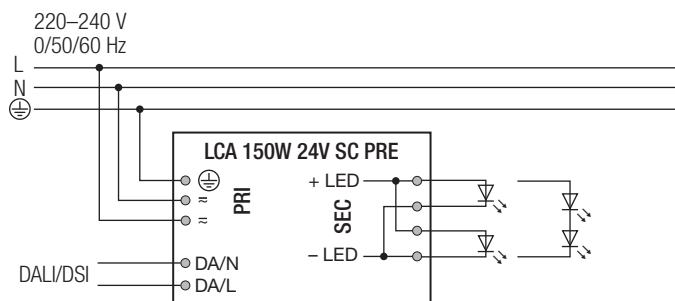 220–240 V
0/50/60 Hz
L
N
LCA 150W 24V SC PRE
PRI
≂
≂
+ LED
SEC
– LED
DALI/DSI
DA/N
DA/L